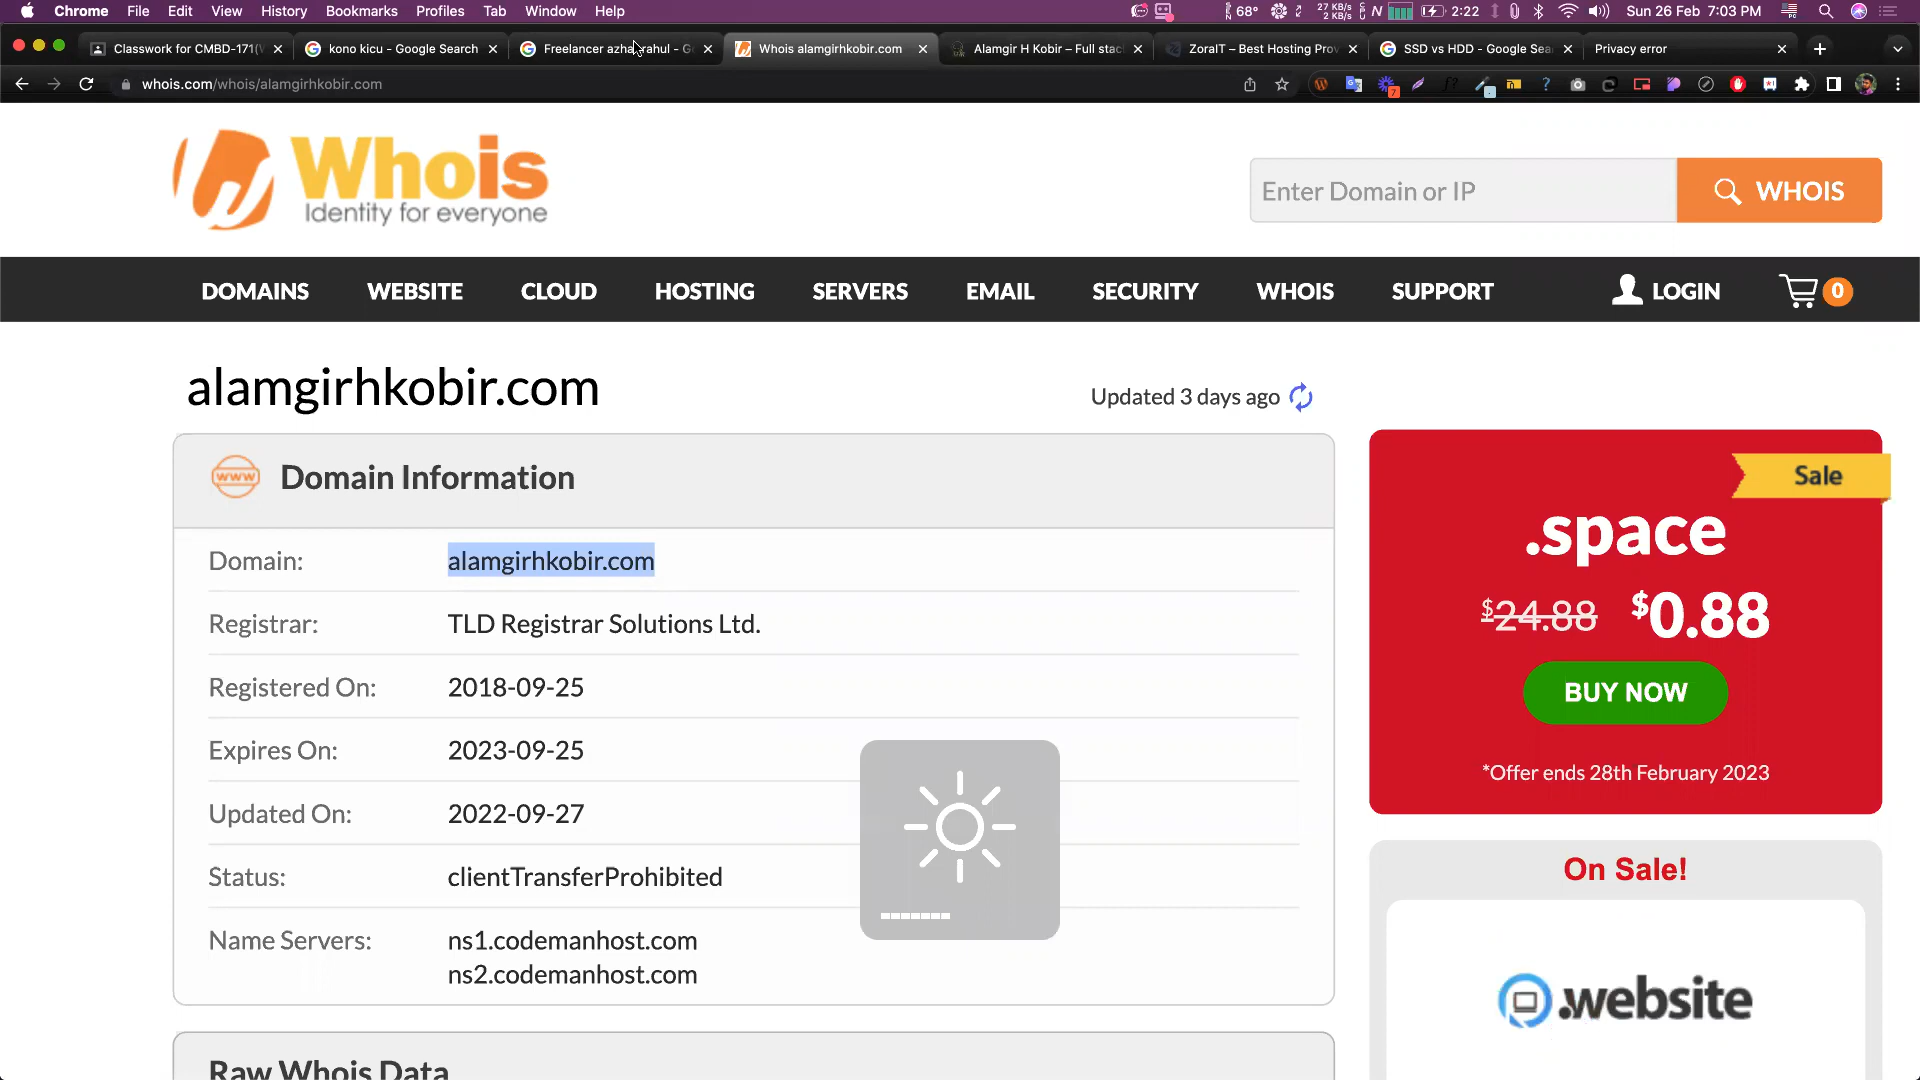 Chrome File Edit View History Bookmarks Profiles Tab Window Help 68° 27 KB/s 2 KB/s N 2:22 Sun 26 Feb 7:03 PM
Classwork for CMBD-171( kono kicu - Google Search Freelancer azhar rahul - G Whois alamgirhkobir.com Alamgir H Kobir – Full stac ZoraIT – Best Hosting Prov SSD vs HDD - Google Sea Privacy error
whois.com/whois/alamgirhkobir.com
Whois
Identity for everyone
Enter Domain or IP
WHOIS
DOMAINS WEBSITE CLOUD HOSTING SERVERS EMAIL SECURITY WHOIS SUPPORT LOGIN 0
alamgirhkobir.com
Updated 3 days ago
www Domain Information
Domain: alamgirhkobir.com
Registrar: TLD Registrar Solutions Ltd.
Registered On: 2018-09-25
Expires On: 2023-09-25
Updated On: 2022-09-27
Status: clientTransferProhibited
Name Servers: ns1.codemanhost.com
ns2.codemanhost.com
Raw Whois Data
Sale
.space
$24.88 $0.88
BUY NOW
*Offer ends 28th February 2023
On Sale!
.website